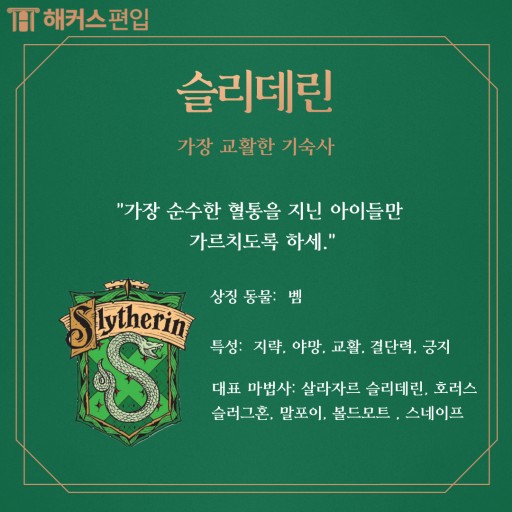 해커스편입
슬리데린
가장 교활한 기숙사
"가장 순수한 혈통을 지닌 아이들만
가르치도록 하세."
Slytherin
상징 동물: 벰
특성: 지략, 야망, 교활, 결단력, 긍지
대표 마법사: 살라자르 슬리데린, 호러스
슬러그혼, 말포이, 볼드모트 , 스네이프